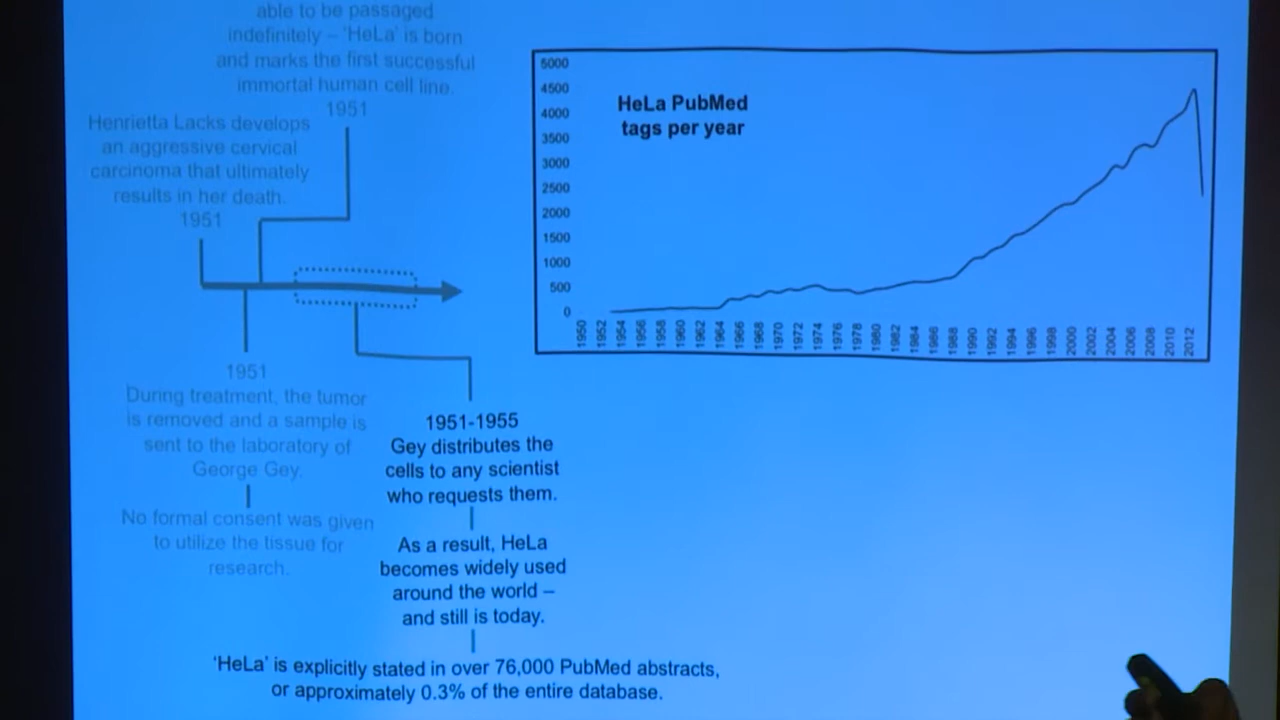 able to be passaged
indefinitely – 'HeLa' is born
and marks the first successful
immortal human cell line.
1951
Henrietta Lacks develops
an aggressive cervical
carcinoma that ultimately
results in her death.
1951
1951
During treatment, the tumor
is removed and a sample is
sent to the laboratory of
George Gey.
No formal consent was given
to utilize the tissue for
research.
1951-1955
Gey distributes the
cells to any scientist
who requests them.
As a result, HeLa
becomes widely used
around the world –
and still is today.
'HeLa' is explicitly stated in over 76,000 PubMed abstracts,
or approximately 0.3% of the entire database.
HeLa PubMed
tags per year
5000
4500
4000
3500
3000
2500
2000
1500
1000
500
0
1950
1952
1954
1956
1958
1960
1962
1964
1966
1968
1970
1972
1974
1976
1978
1980
1982
1984
1986
1988
1990
1992
1994
1996
1998
2000
2002
2004
2006
2008
2010
2012